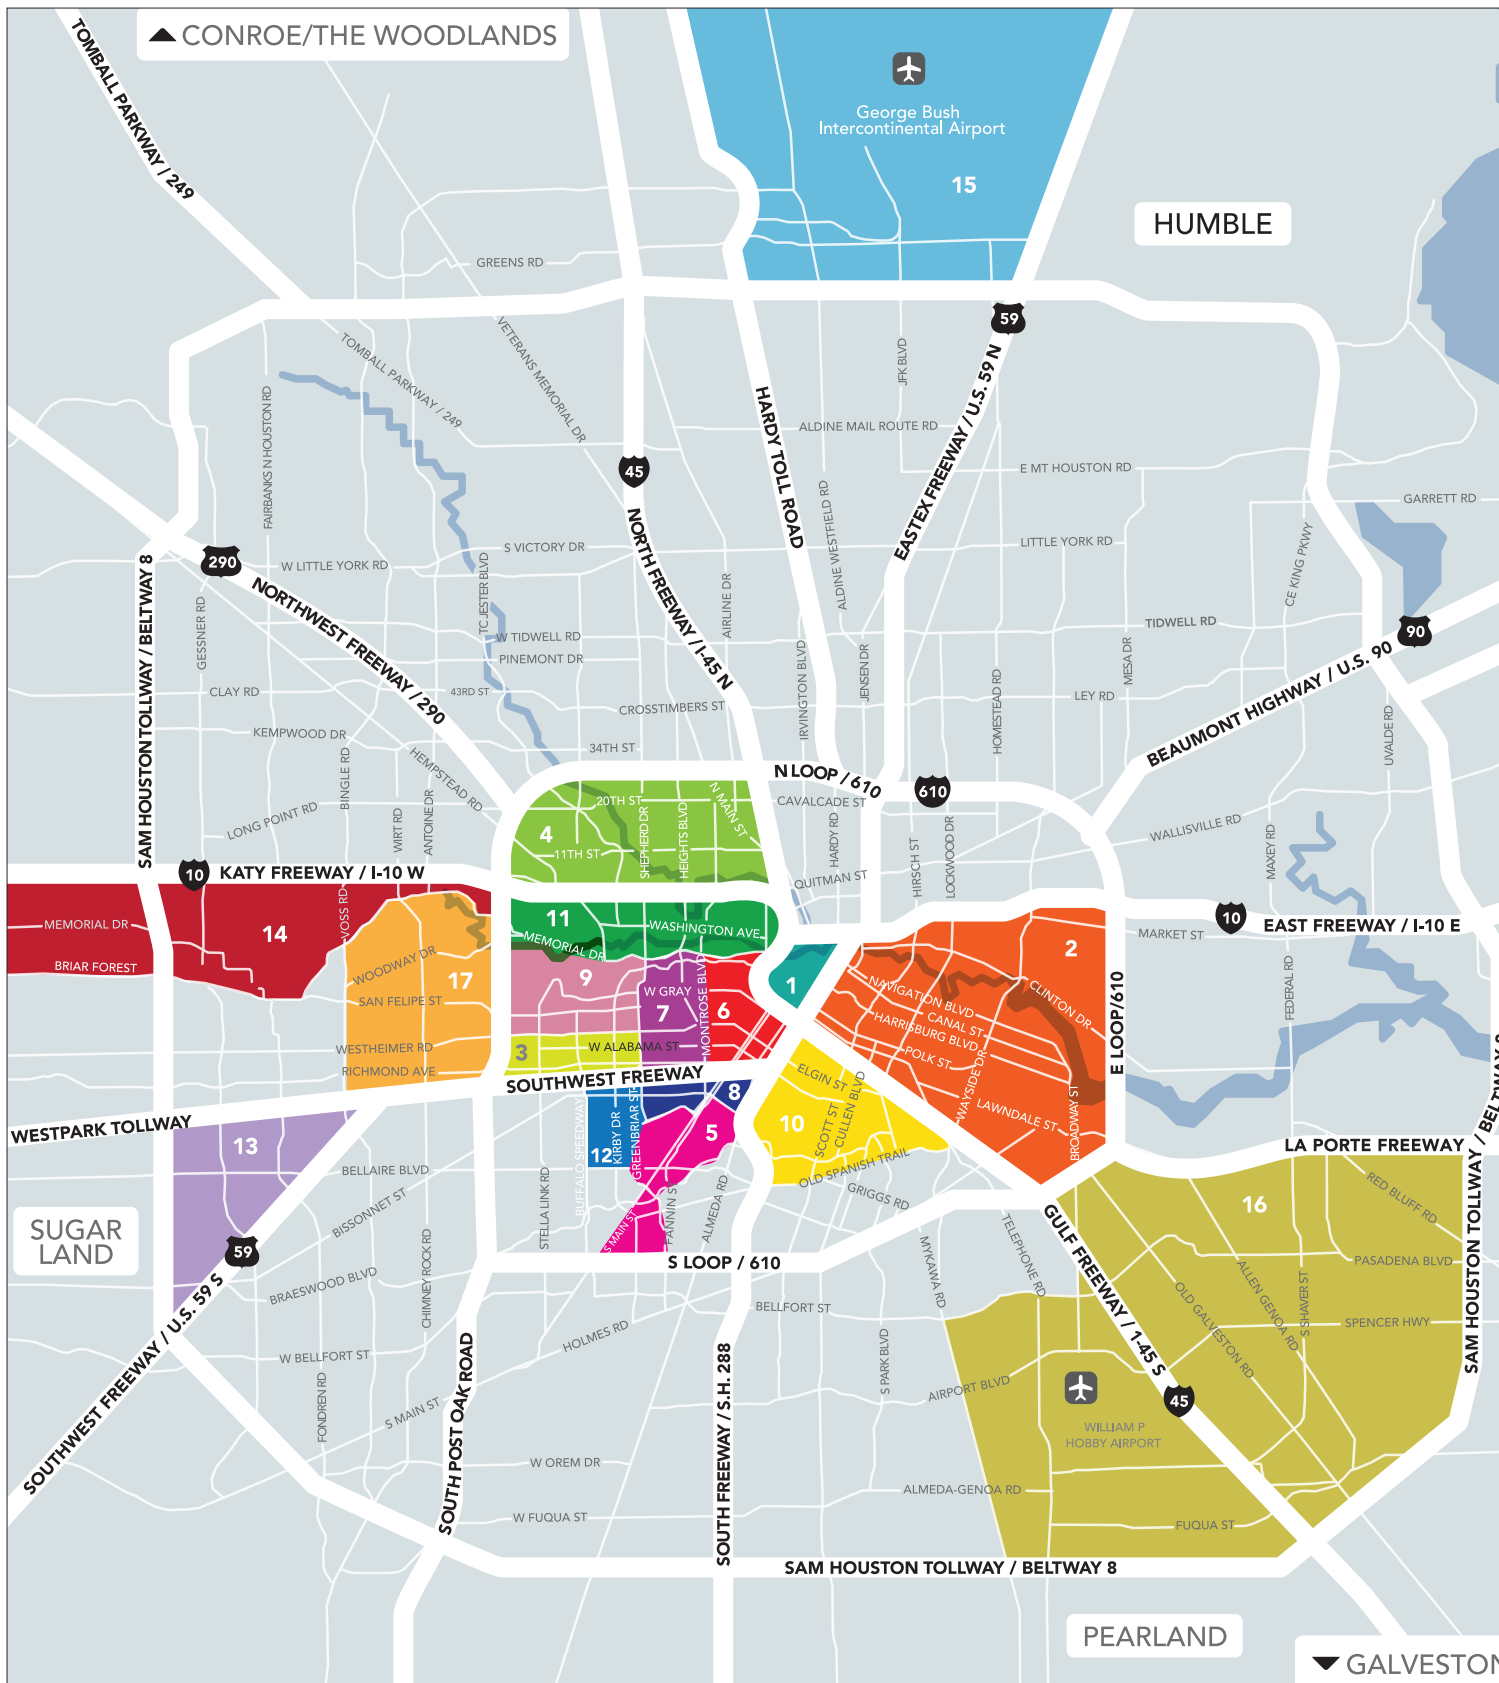 CONROE/THE WOODLANDS
TOMBALL PARKWAY / 249
George Bush
Intercontinental Airport
15
HUMBLE
GREENS RD
59
VETERANS MEMORIAL DR
TOMBALL PARKWAY / 249
JFK BLVD
FAIRBANKS N HOUSTON RD
HARDY TOLL ROAD
EASTEX FREEWAY / U.S. 59 N
ALDINE MAIL ROUTE RD
45
E MT HOUSTON RD
GARRETT RD
ALDINE WESTFIELD RD
NORTH FREEWAY / I-45 N
S VICTORY DR
LITTLE YORK RD
CE KING PKWY
290
W LITTLE YORK RD
TC JESTER BLVD
AIRLINE DR
SAM HOUSTON TOLLWAY / BELTWAY 8
NORTHWEST FREEWAY / 290
GESSNER RD
W TIDWELL RD
TIDWELL RD
90
PINEMONT DR
IRVINGTON BLVD
JENSEN DR
MESA DR
HOMESTEAD RD
BEAUMONT HIGHWAY / U.S. 90
CLAY RD
43RD ST
CROSSTIMBERS ST
LEY RD
UVALDE RD
KEMPWOOD DR
34TH ST
HEMPSTEAD RD
BINGLE RD
N LOOP / 610
610
20TH ST
N MAIN ST
CAVALCADE ST
LONG POINT RD
WIRT RD
ANTOINE DR
4
SHEPHERD DR
HEIGHTS BLVD
HARDY RD
HIRSCH ST
LOCKWOOD DR
WALLISVILLE RD
MAXEY RD
11TH ST
10
KATY FREEWAY / I-10 W
QUITMAN ST
MEMORIAL DR
14
VOSS RD
11
WASHINGTON AVE
MEMORIAL DR
2
10
EAST FREEWAY / I-10 E
MARKET ST
BRIAR FOREST
WOODWAY DR
17
9
W GRAY
MONTROSE BLVD
1
NAVIGATION BLVD
CLINTON DR
E LOOP/610
FEDERAL RD
SAN FELIPE ST
7
6
CANAL ST
HARRISBURG BLVD
WESTHEIMER RD
3
W ALABAMA ST
POLK ST
RICHMOND AVE
SOUTHWEST FREEWAY
ELGIN ST
WAYSIDE DR
BELTWAY 8
WESTPARK TOLLWAY
8
SCOTT ST
CULLEN BLVD
LAWNDALE ST
BROADWAY ST
13
BUFFALO SPEEDWAY
12
KIRBY DR
GREENBRIAR ST
5
10
LA PORTE FREEWAY
BELLAIRE BLVD
OLD SPANISH TRAIL
SUGAR
LAND
BISSONNET ST
STELLA LINK RD
S MAIN ST
FANNIN ST
ALMEDA RD
GRIGGS RD
16
RED BLUFF RD
SAM HOUSTON TOLLWAY / BELTWAY 8
59
CHIMNEY ROCK RD
S LOOP / 610
MYKAWA RD
TELEPHONE RD
GULF FREEWAY / 1-45 S
PASADENA BLVD
BRAESWOOD BLVD
BELLFORT ST
OLD GALVESTON RD
ALLEN GENOA RD
S SHAVER ST
SPENCER HWY
SOUTHWEST FREEWAY / U.S. 59 S
HOLMES RD
W BELLFORT ST
S PARK BLVD
AIRPORT BLVD
45
FONDREN RD
S MAIN ST
SOUTH POST OAK ROAD
SOUTH FREEWAY / S.H. 288
WILLIAM P
HOBBY AIRPORT
W OREM DR
ALMEDA-GENOA RD
W FUQUA ST
FUQUA ST
SAM HOUSTON TOLLWAY / BELTWAY 8
PEARLAND
GALVESTON